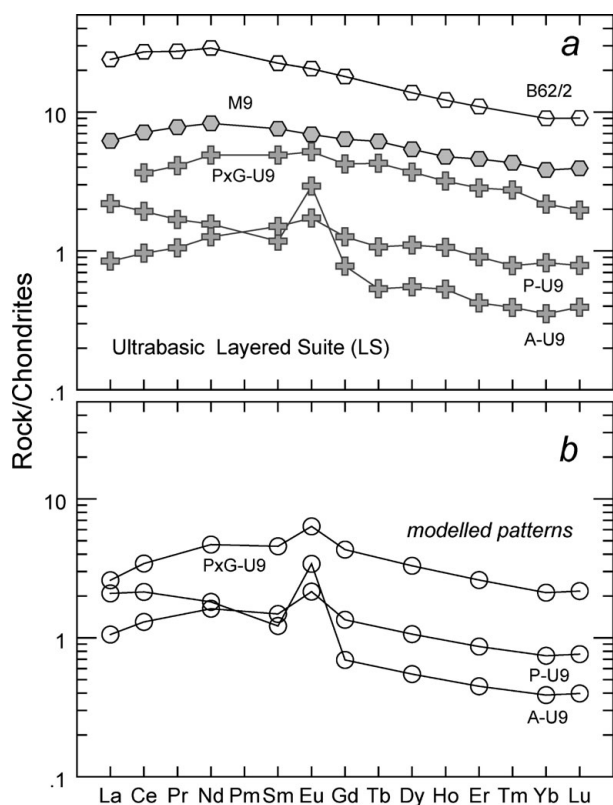 a
B62/2
10
M9
PxG-U9
1
P-U9
A-U9
Ultrabasic Layered Suite (LS)
.1
Rock/Chondrites
b
10
modelled patterns
PxG-U9
1
P-U9
A-U9
.1
La Ce Pr Nd Pm Sm Eu Gd Tb Dy Ho Er Tm Yb Lu